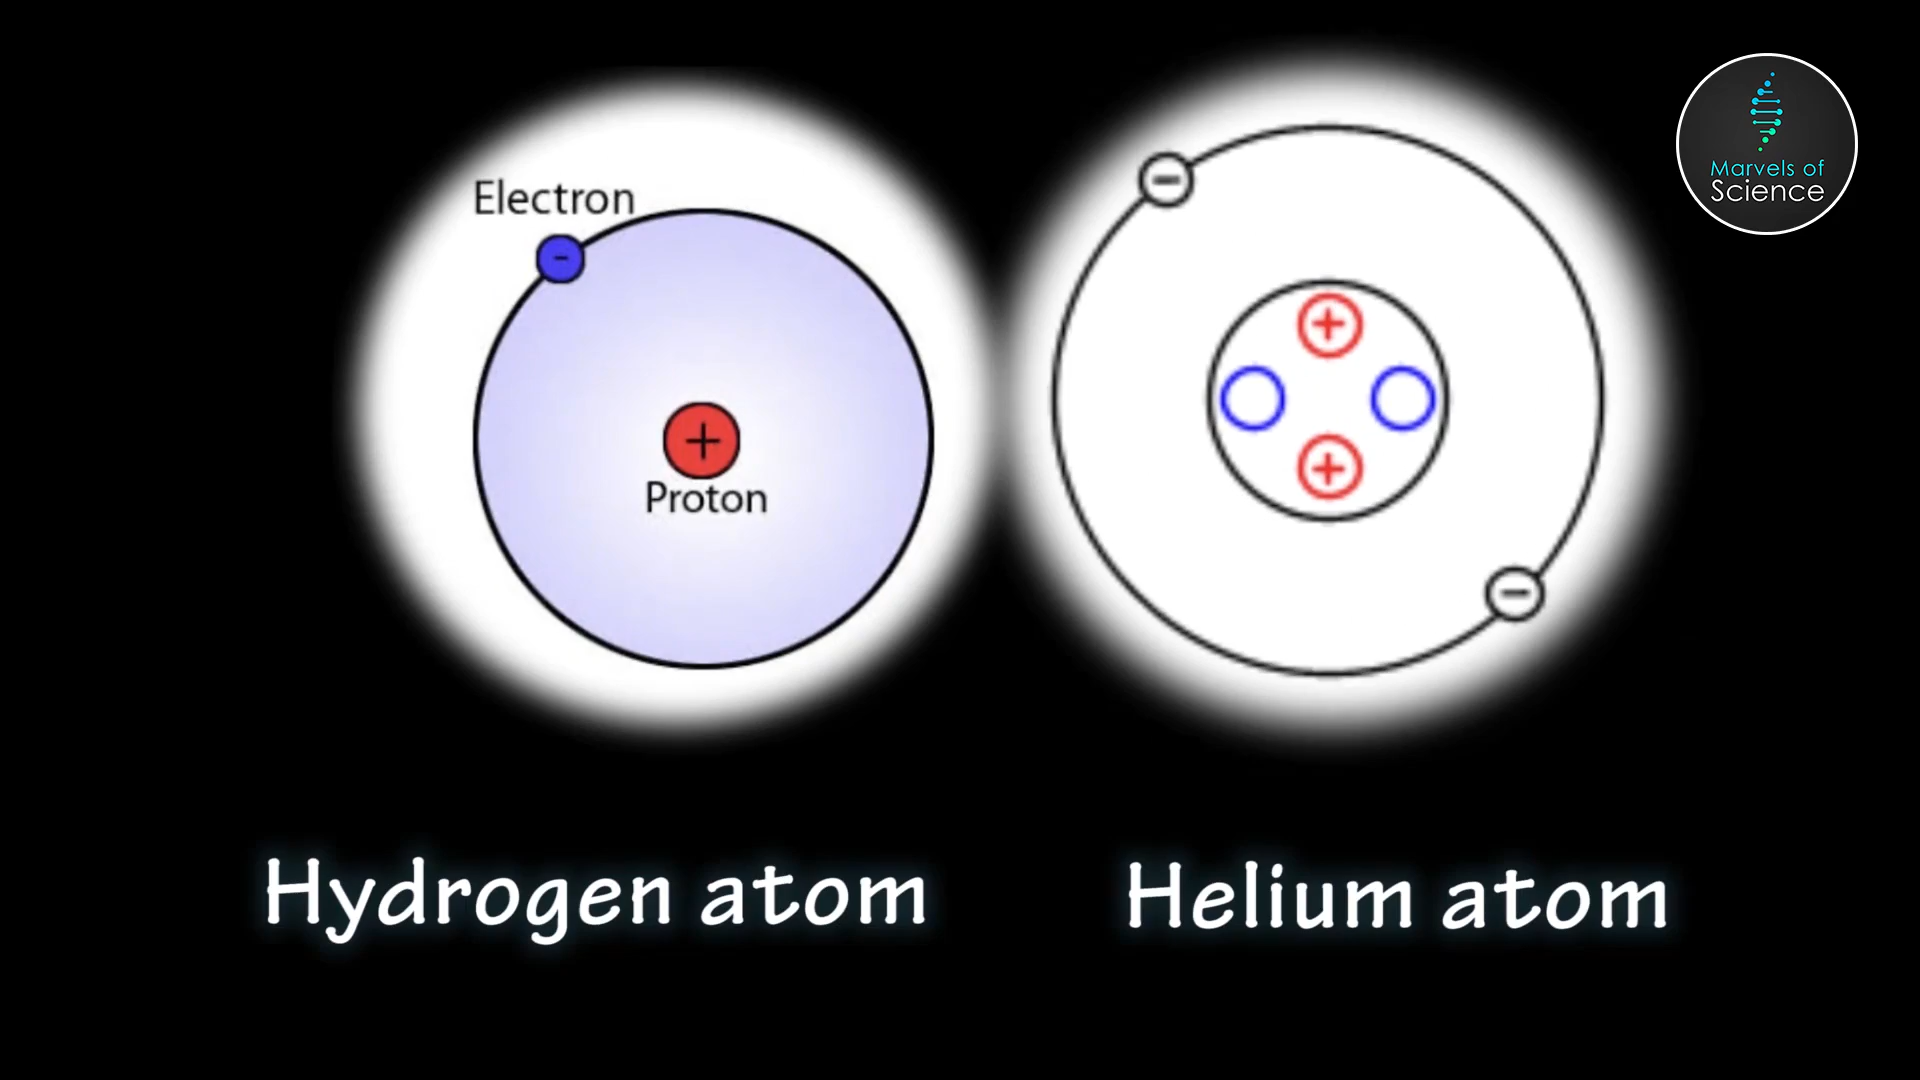 Marvels of
Science
Electron
-
+
Proton
−
+
+
−
Hydrogen atom
Helium atom